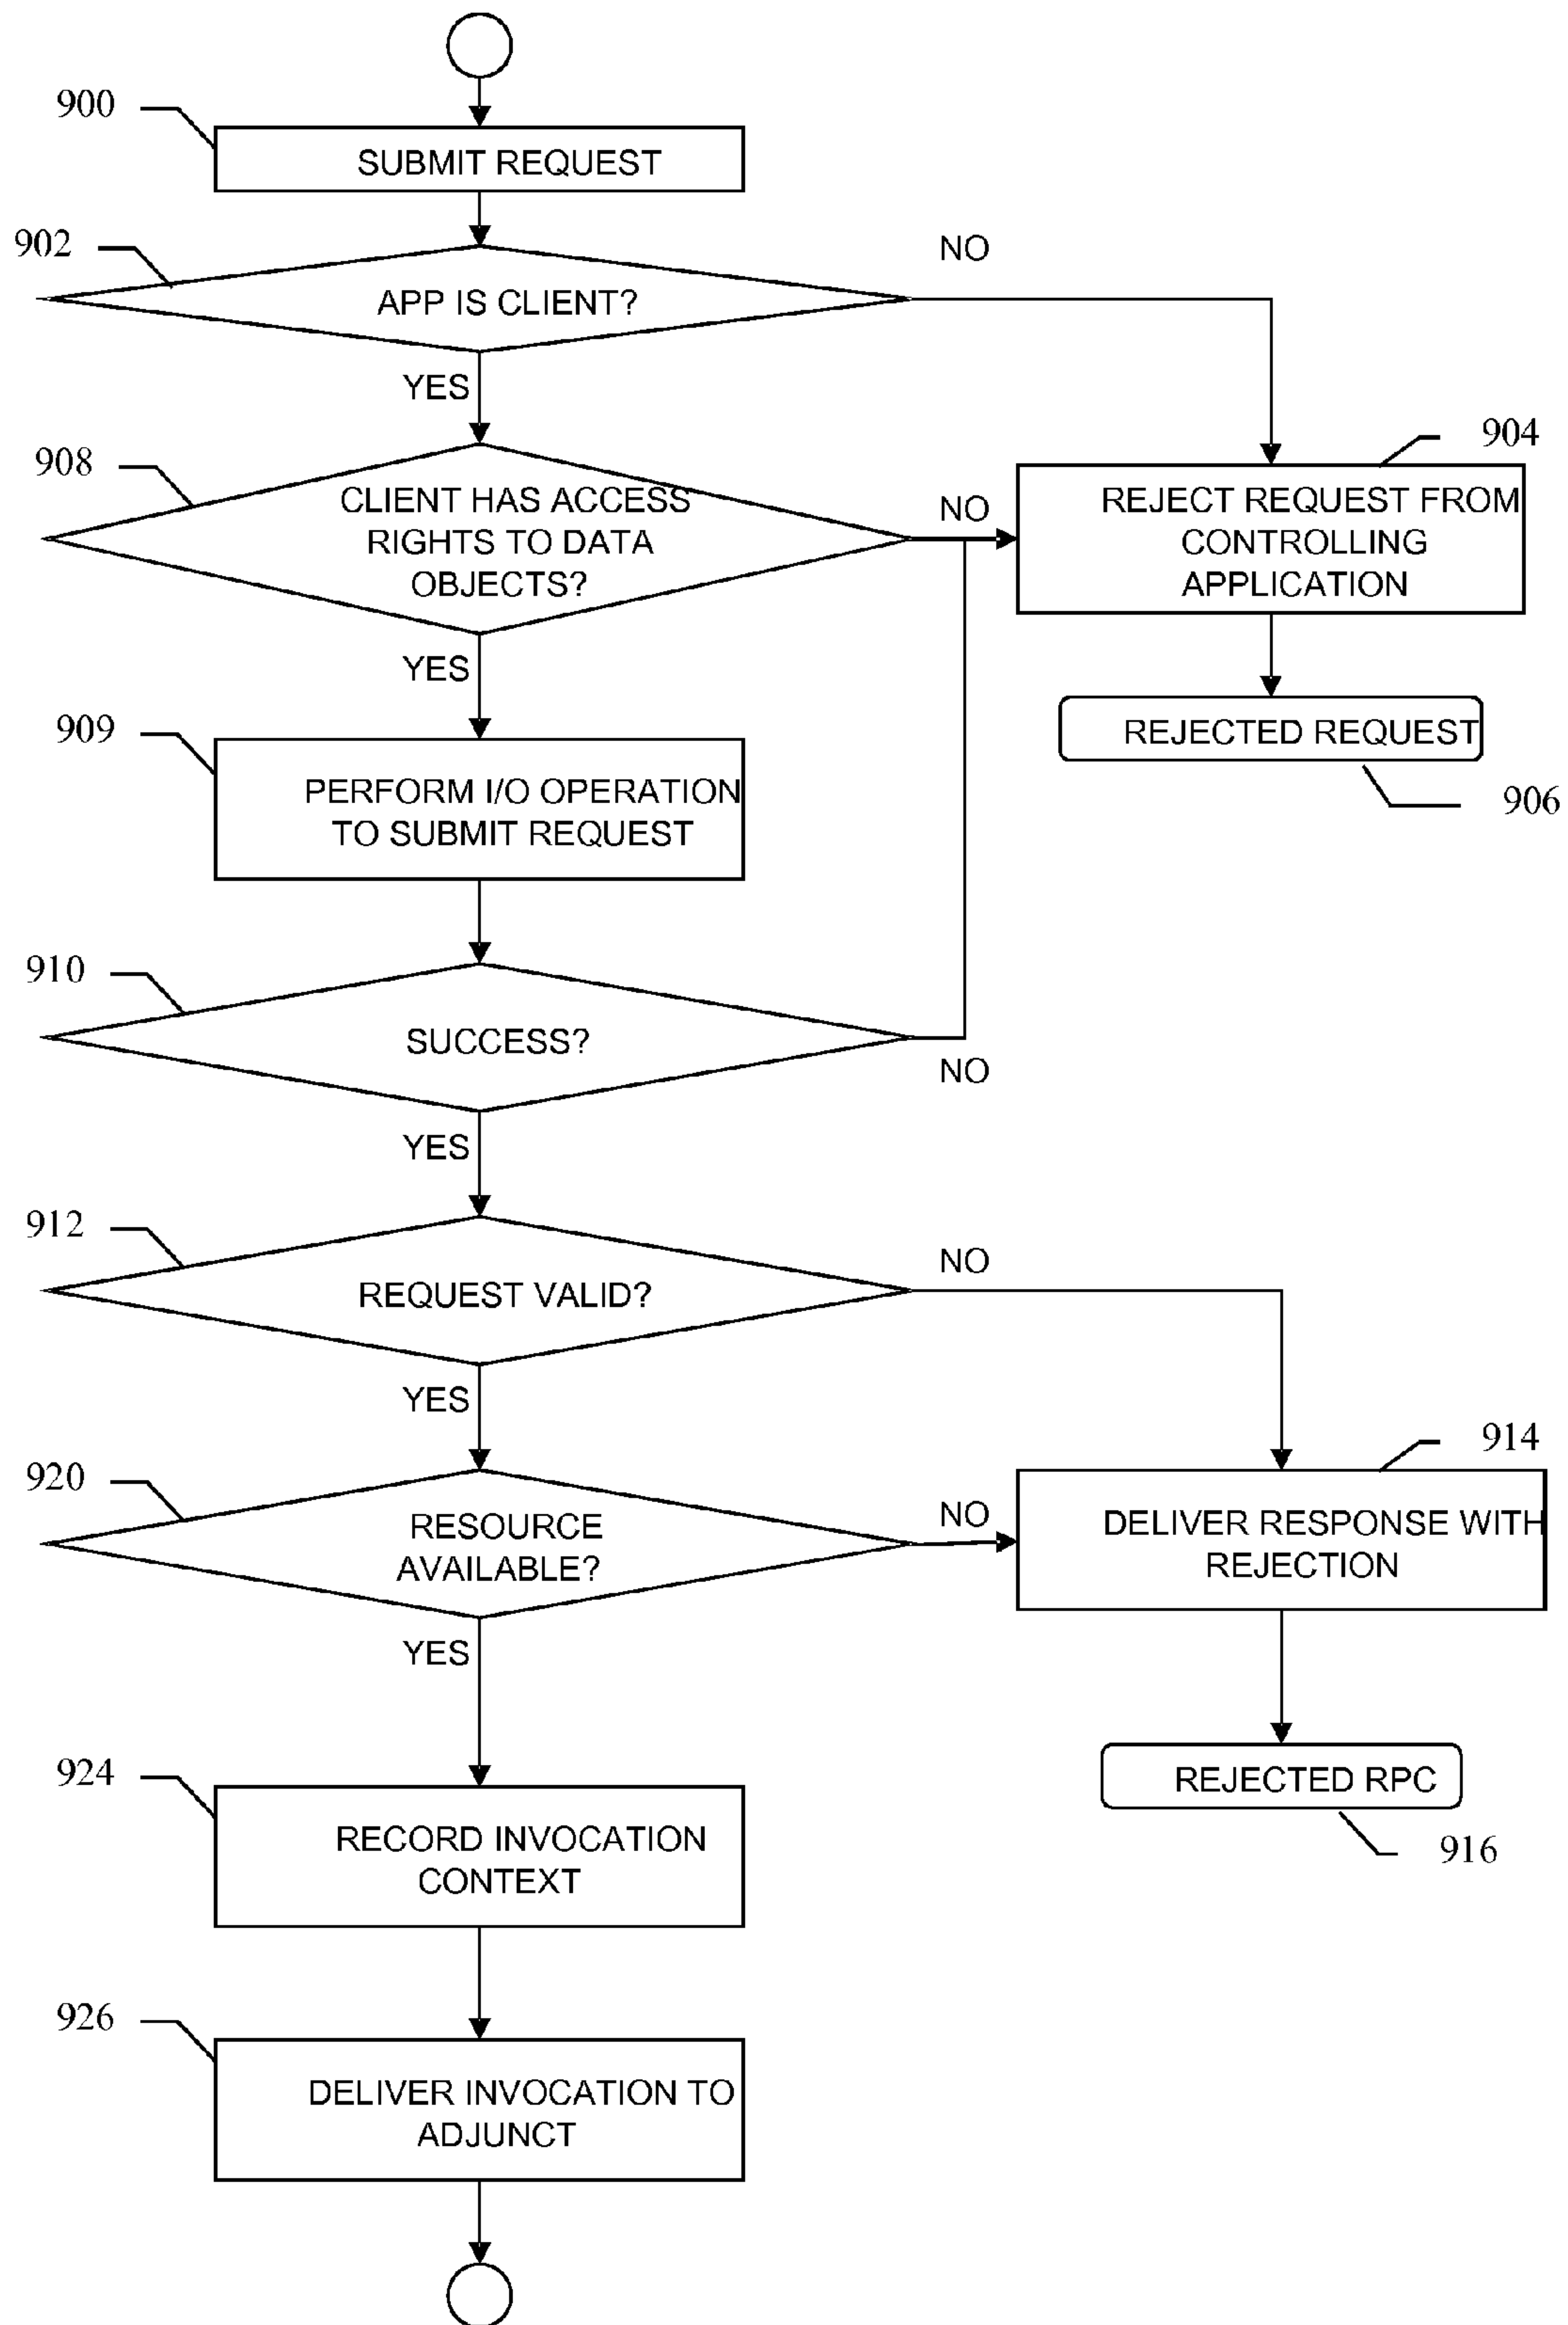 900
SUBMIT REQUEST
902
NO
APP IS CLIENT?
YES
904
908
CLIENT HAS ACCESS
RIGHTS TO DATA
OBJECTS?
NO
REJECT REQUEST FROM
CONTROLLING
APPLICATION
YES
909
REJECTED REQUEST
906
PERFORM I/O OPERATION
TO SUBMIT REQUEST
910
SUCCESS?
NO
YES
912
NO
REQUEST VALID?
YES
914
920
RESOURCE
AVAILABLE?
NO
DELIVER RESPONSE WITH
REJECTION
YES
924
REJECTED RPC
916
RECORD INVOCATION
CONTEXT
926
DELIVER INVOCATION TO
ADJUNCT